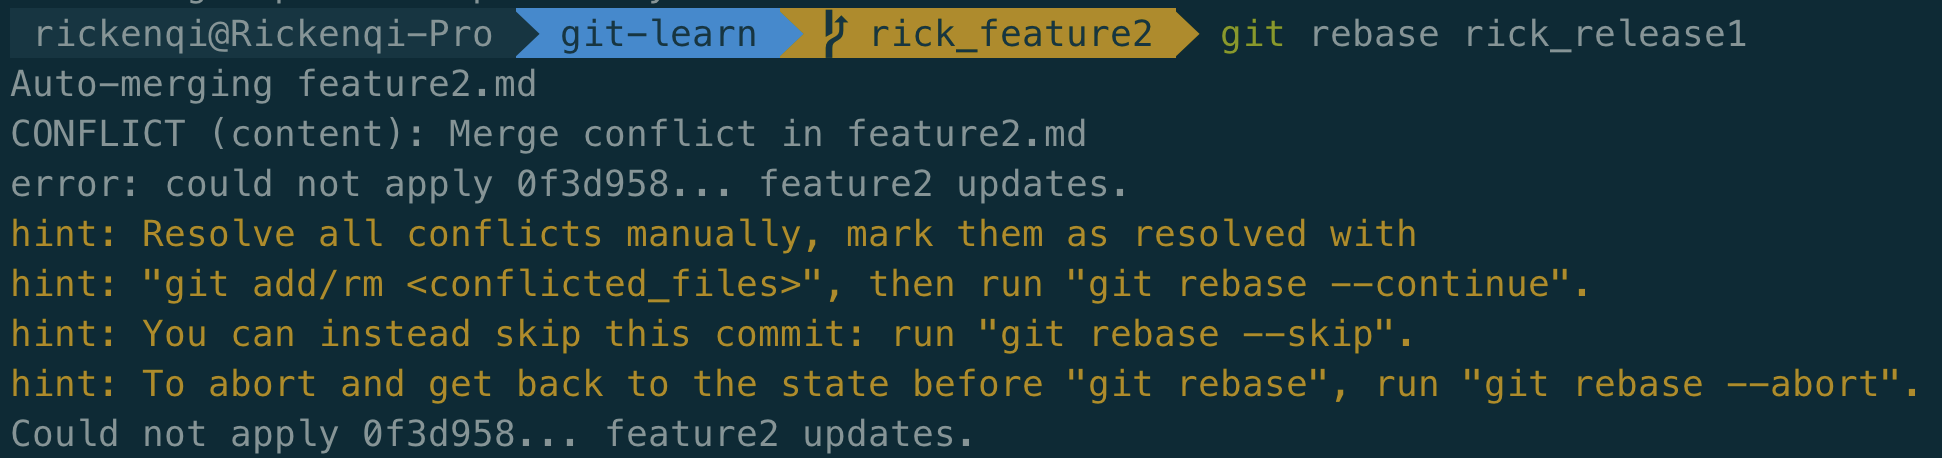 rickenqi@Rickenqi-Pro git-learn rick_feature2 git rebase rick_release1
Auto-merging feature2.md
CONFLICT (content): Merge conflict in feature2.md
error: could not apply 0f3d958... feature2 updates.
hint: Resolve all conflicts manually, mark them as resolved with
hint: "git add/rm <conflicted_files>", then run "git rebase --continue".
hint: You can instead skip this commit: run "git rebase --skip".
hint: To abort and get back to the state before "git rebase", run "git rebase --abort".
Could not apply 0f3d958... feature2 updates.